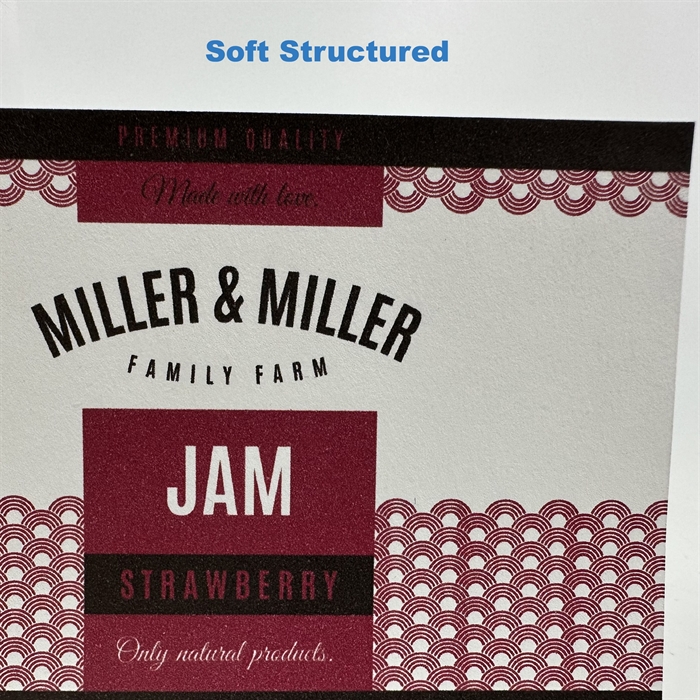 Soft Structured
PREMIUM QUALITY
Made with love.
MILLER & MILLER
FAMILY FARM
JAM
STRAWBERRY
Only natural products.